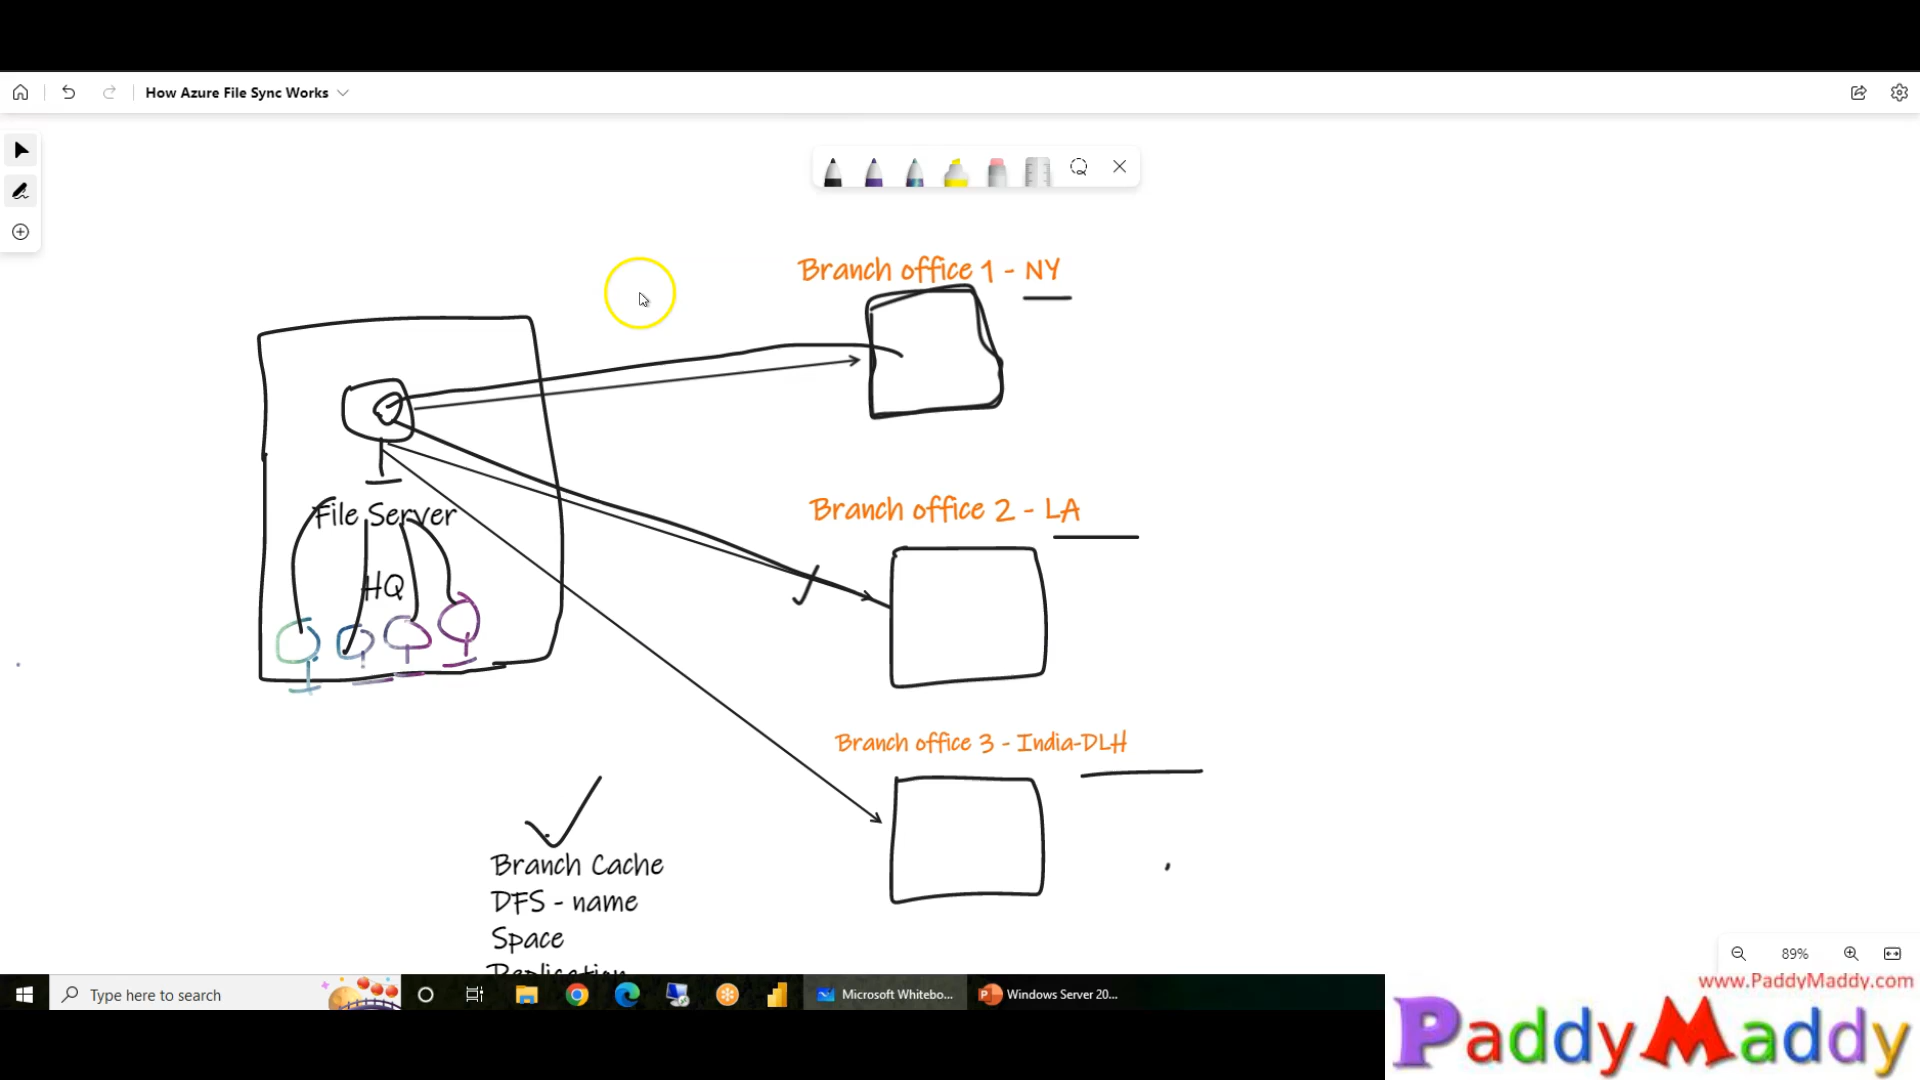 How Azure File Sync Works
Branch office 1 - NY
File Server
HQ
Branch office 2 - LA
Branch office 3 - India-DLH
Branch Cache
DFS - name
Space
Replication
89%
Type here to search
Microsoft Whitebo...
Windows Server 20...
www.PaddyMaddy.com
PaddyMaddy